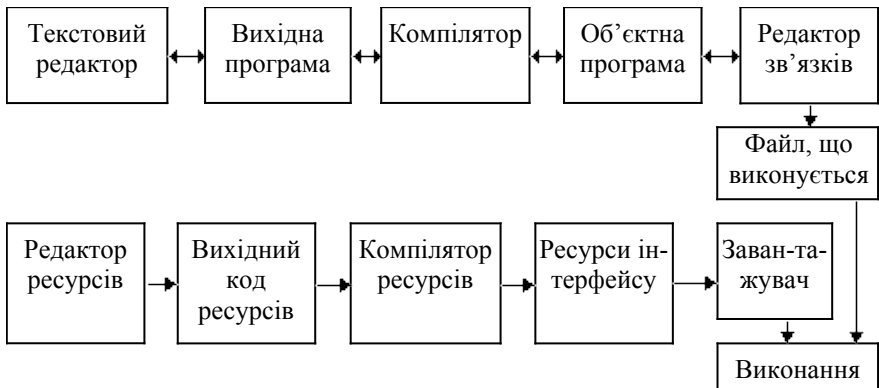 Текстовий
редактор
Вихідна
програма
Компілятор
Об’єктна
програма
Редактор
зв’язків
Файл, що
виконується
Редактор
ресурсів
Вихідний
код
ресурсів
Компілятор
ресурсів
Ресурси ін-
терфейсу
Заван-та-
жувач
Виконання